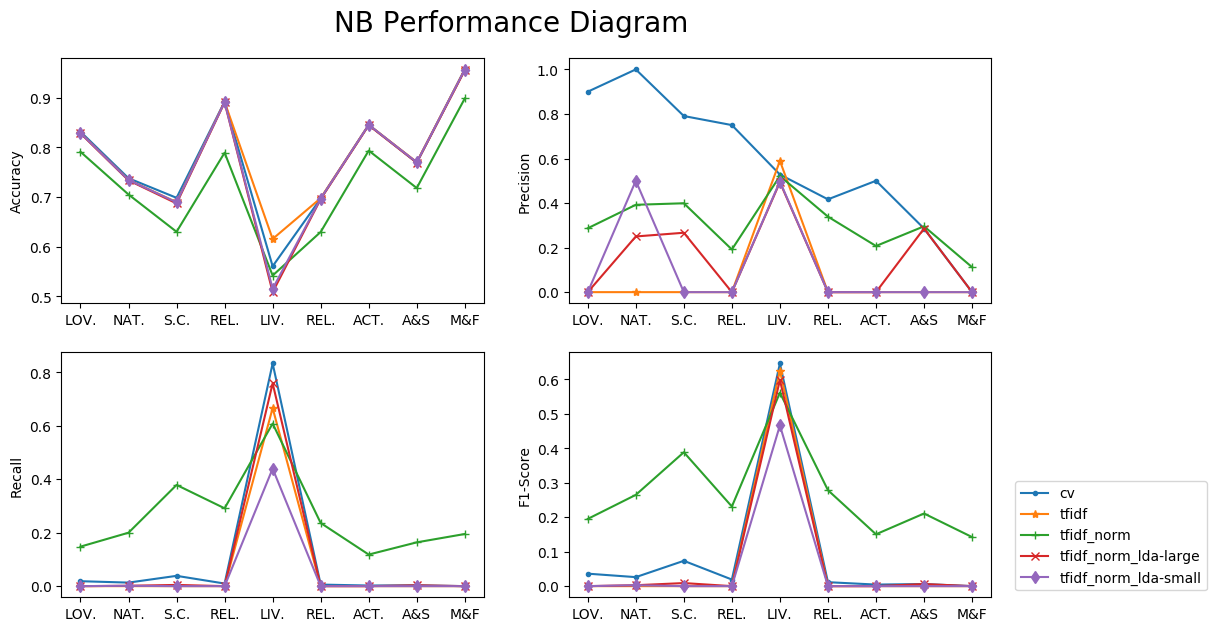 NB Performance Diagram
Accuracy
0.9
0.8
0.7
0.6
0.5
LOV. NAT. S.C. REL. LIV. REL. ACT. A&S M&F
Precision
1.0
0.8
0.6
0.4
0.2
0.0
LOV. NAT. S.C. REL. LIV. REL. ACT. A&S M&F
Recall
0.8
0.6
0.4
0.2
0.0
LOV. NAT. S.C. REL. LIV. REL. ACT. A&S M&F
F1-Score
0.6
0.5
0.4
0.3
0.2
0.1
0.0
LOV. NAT. S.C. REL. LIV. REL. ACT. A&S M&F
cv
tfidf
tfidf_norm
tfidf_norm_lda-large
tfidf_norm_lda-small